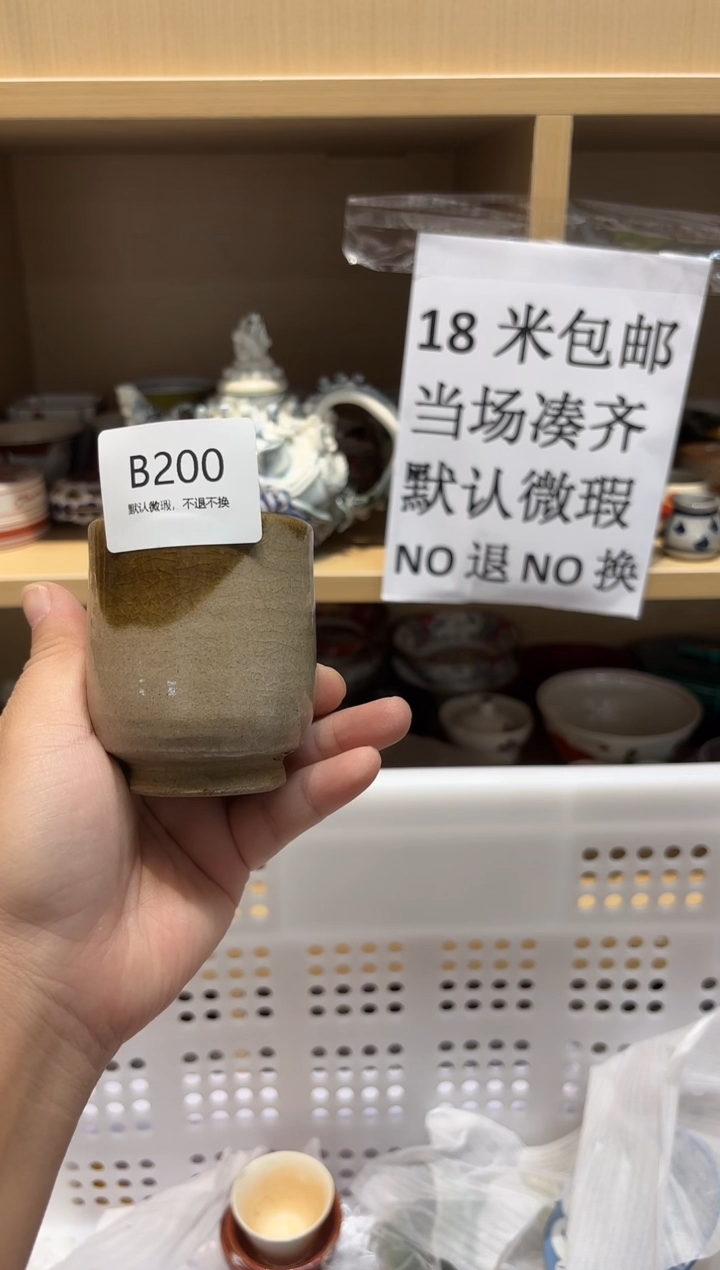 18 米包邮
当场凑齐
默认微瑕
NO 退 NO 换
B200
默认微瑕，不退不换